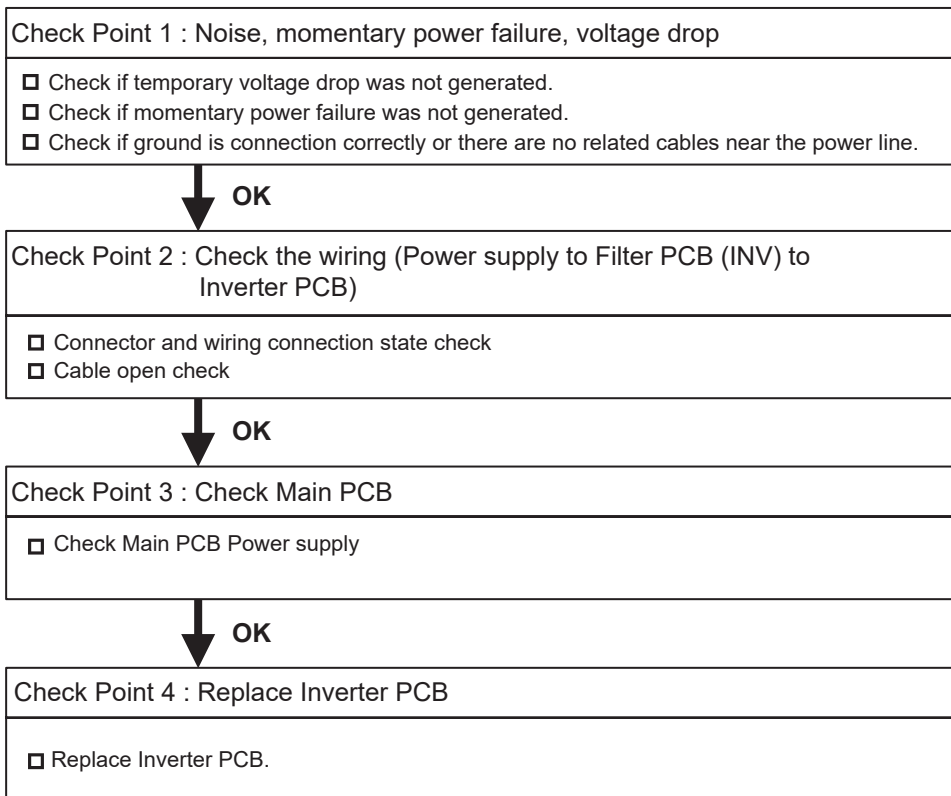 Check Point 1 : Noise, momentary power failure, voltage drop
Check if temporary voltage drop was not generated.
Check if momentary power failure was not generated.
Check if ground is connection correctly or there are no related cables near the power line.
OK
Check Point 2 : Check the wiring (Power supply to Filter PCB (INV) to
Inverter PCB)
Connector and wiring connection state check
Cable open check
OK
Check Point 3 : Check Main PCB
Check Main PCB Power supply
OK
Check Point 4 : Replace Inverter PCB
Replace Inverter PCB.